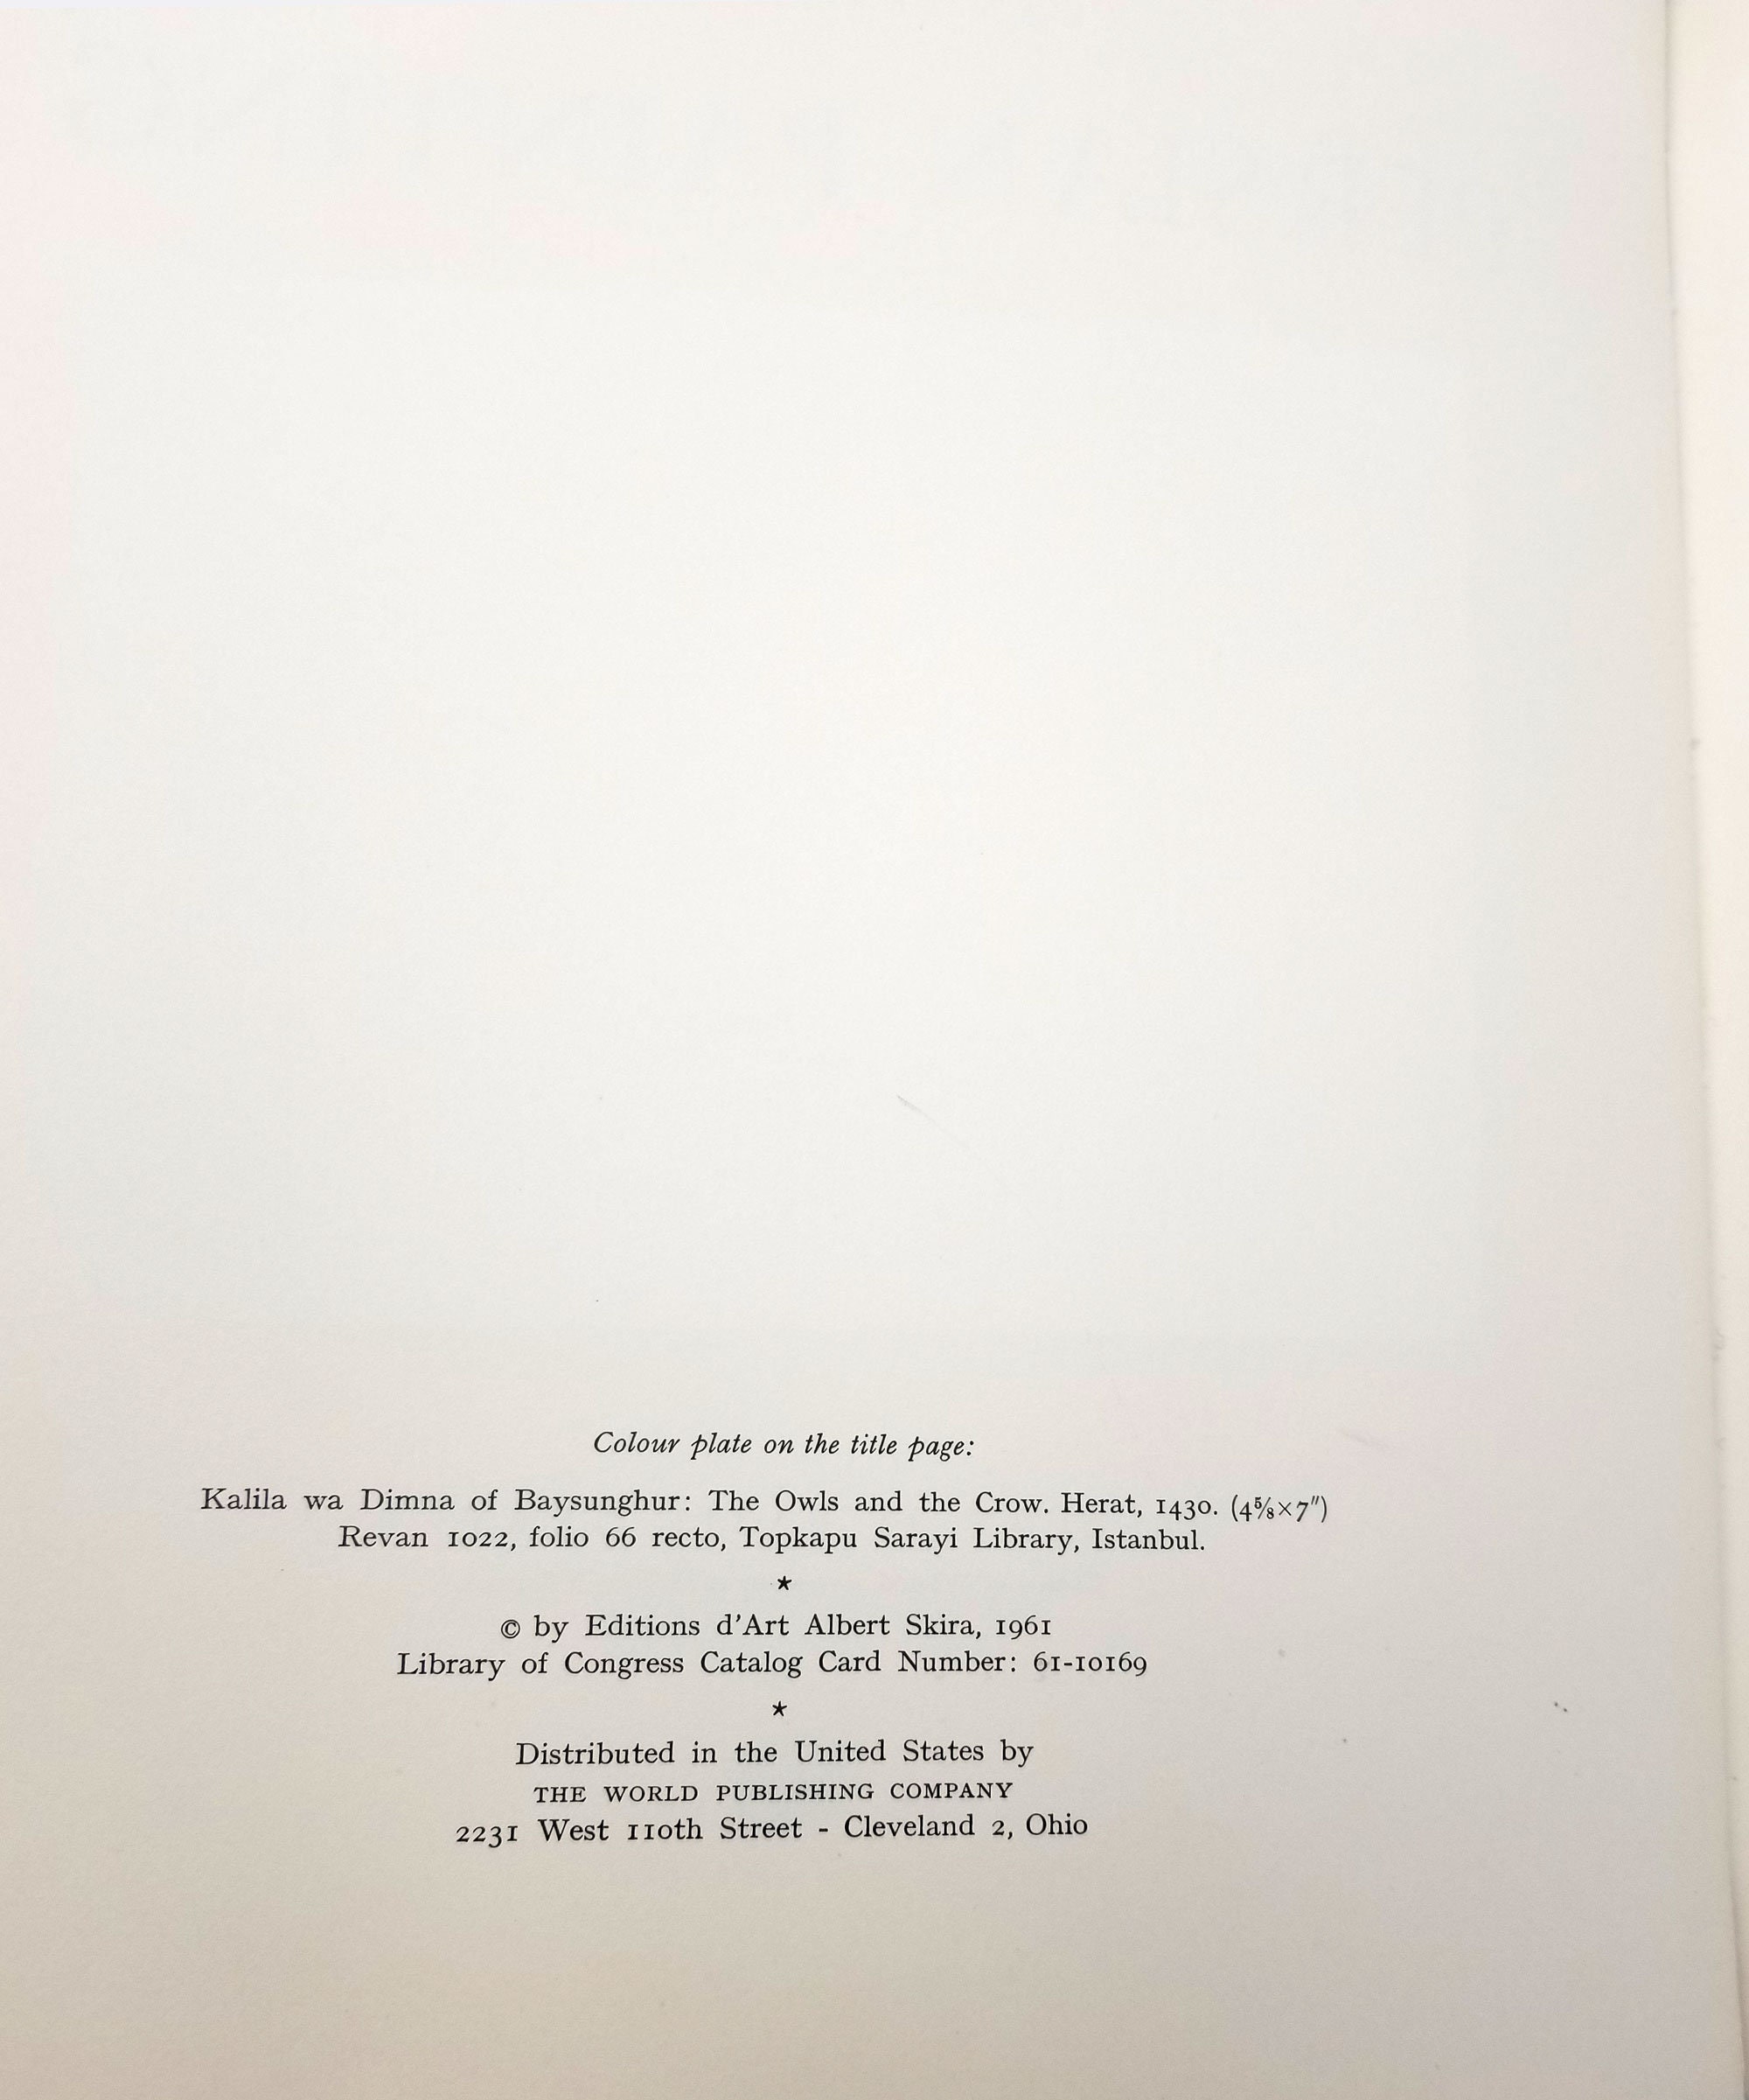 Colour plate on the title page:
Kalila wa Dimna of Baysunghur: The Owls and the Crow. Herat, 1430. (4⅝×7″)
Revan 1022, folio 66 recto, Topkapu Sarayi Library, Istanbul.
★
© by Editions d'Art Albert Skira, 1961
Library of Congress Catalog Card Number: 61-10169
★
Distributed in the United States by
THE WORLD PUBLISHING COMPANY
2231 West 110th Street - Cleveland 2, Ohio